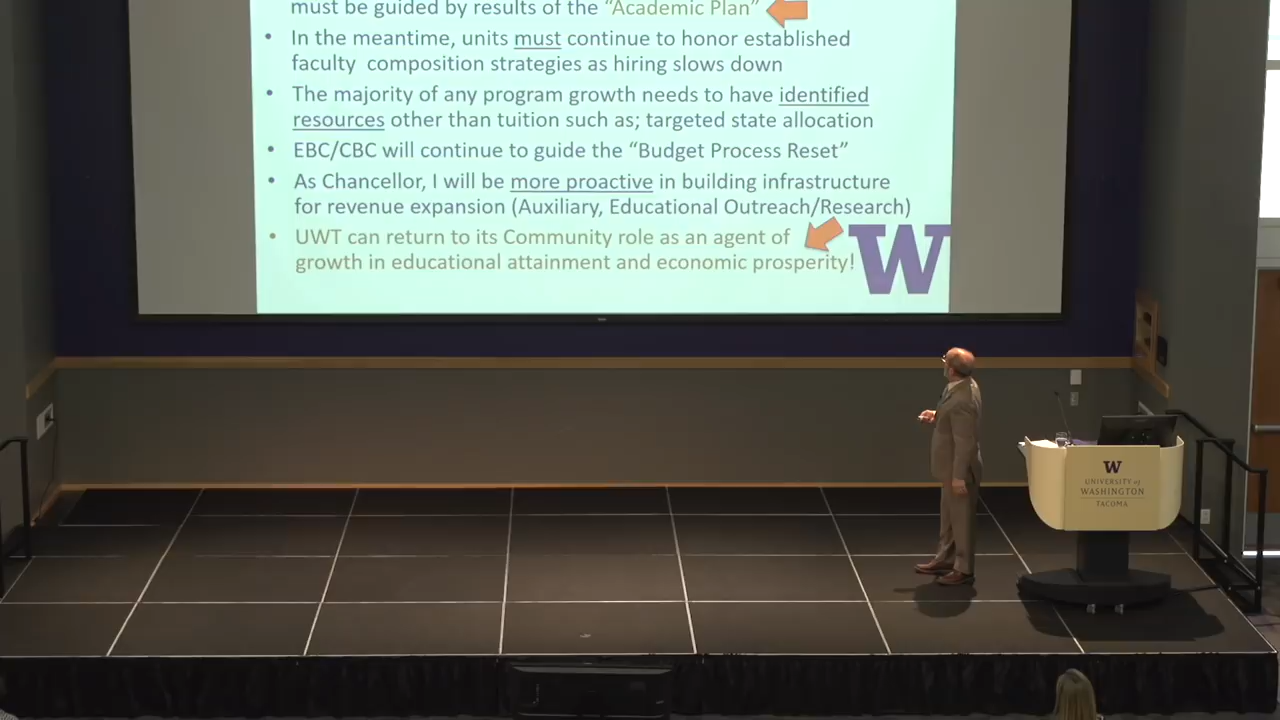 must be guided by results of the “Academic Plan”
• In the meantime, units must continue to honor established
faculty composition strategies as hiring slows down
• The majority of any program growth needs to have identified
resources other than tuition such as; targeted state allocation
• EBC/CBC will continue to guide the “Budget Process Reset”
• As Chancellor, I will be more proactive in building infrastructure
for revenue expansion (Auxiliary, Educational Outreach/Research)
• UWT can return to its Community role as an agent of
growth in educational attainment and economic prosperity!
W
W
UNIVERSITY of
WASHINGTON
TACOMA